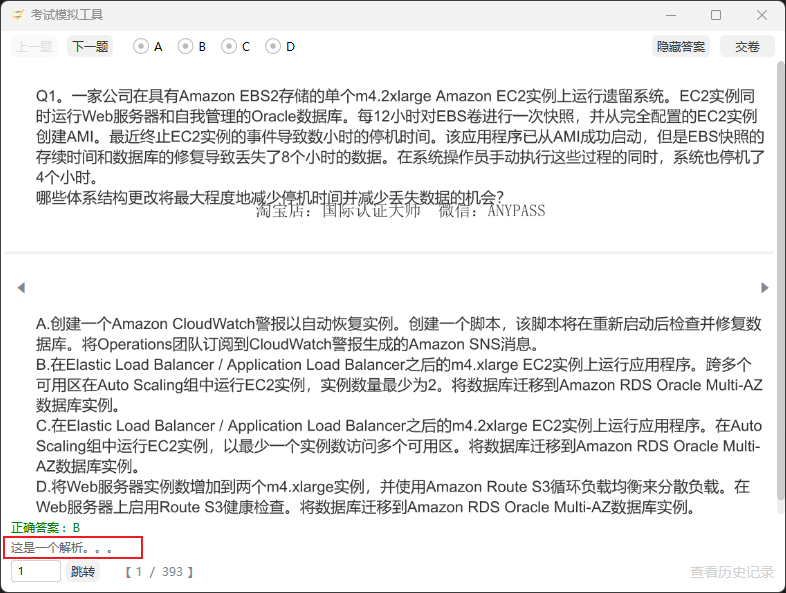 考试模拟工具
上一题 下一题 A B C D 隐藏答案 交卷
Q1。一家公司在具有Amazon EBS2存储的单个m4.2xlarge Amazon EC2实例上运行遗留系统。EC2实例同
时运行Web服务器和自我管理的Oracle数据库。每12小时对EBS卷进行一次快照，并从完全配置的EC2实例
创建AMI。最近终止EC2实例的事件导致数小时的停机时间。该应用程序已从AMI成功启动，但是EBS快照的
存续时间和数据库的修复导致丢失了8个小时的数据。在系统操作员手动执行这些过程的同时，系统也停机了
4个小时。
哪些体系结构更改将最大程度地减少停机时间并减少丢失数据的机会？
淘宝店：国际认证大师 微信：ANYPASS
A.创建一个Amazon CloudWatch警报以自动恢复实例。创建一个脚本，该脚本将在重新启动后检查并修复数
据库。将Operations团队订阅到CloudWatch警报生成的Amazon SNS消息。
B.在Elastic Load Balancer / Application Load Balancer之后的m4.xlarge EC2实例上运行应用程序。跨多个
可用区在Auto Scaling组中运行EC2实例，实例数量最少为2。将数据库迁移到Amazon RDS Oracle Multi-AZ
数据库实例。
C.在Elastic Load Balancer / Application Load Balancer之后的m4.2xlarge EC2实例上运行应用程序。在Auto
Scaling组中运行EC2实例，以最少一个实例数访问多个可用区。将数据库迁移到Amazon RDS Oracle Multi-
AZ数据库实例。
D.将Web服务器实例数增加到两个m4.xlarge实例，并使用Amazon Route S3循环负载均衡来分散负载。在
Web服务器上启用Route S3健康检查。将数据库迁移到Amazon RDS Oracle Multi-AZ数据库实例。
正确答案：B
这是一个解析。。。
1 跳转 【 1 / 393 】 查看历史记录